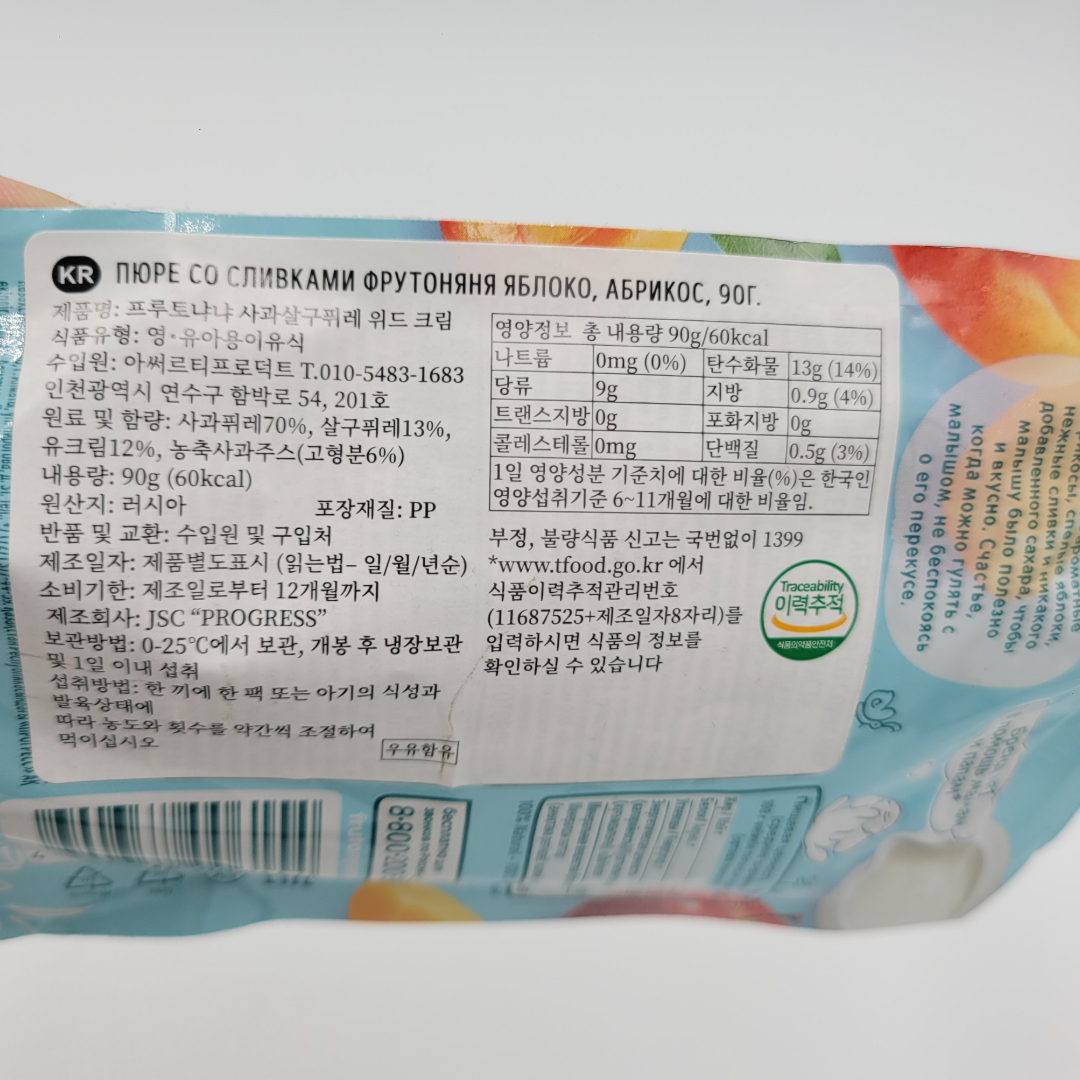 KR ПЮРЕ СО СЛИВКАМИ ФРУТОНЯНЯ ЯБЛОКО, АБРИКОС, 90Г.
제품명: 프루토냐냐 사과살구퓌레 위드 크림
식품유형: 영·유아용이유식
수입원: 아써르티프로덕트 T.010-5483-1683
인천광역시 연수구 함박로 54, 201호
원료 및 함량: 사과퓌레70%, 살구퓌레13%,
유크림12%, 농축사과주스(고형분6%)
내용량: 90g (60kcal)
원산지: 러시아 포장재질: PP
반품 및 교환: 수입원 및 구입처
제조일자: 제품별도표시 (읽는법- 일/월/년순)
소비기한: 제조일로부터 12개월까지
제조회사: JSC “PROGRESS”
보관방법: 0-25℃에서 보관, 개봉 후 냉장보관
및 1일 이내 섭취
섭취방법: 한 끼에 한 팩 또는 아기의 식성과
발육상태에
따라 농도와 횟수를 약간씩 조절하여
먹이십시오
우유함유
영양정보 총 내용량 90g/60kcal
나트륨 0mg (0%) 탄수화물 13g (14%)
당류 9g 지방 0.9g (4%)
트랜스지방 0g 포화지방 0g
콜레스테롤 0mg 단백질 0.5g (3%)
1일 영양성분 기준치에 대한 비율(%)은 한국인
영양섭취기준 6~11개월에 대한 비율임.
부정, 불량식품 신고는 국번없이 1399
*www.tfood.go.kr 에서
식품이력추적관리번호
(11687525+제조일자8자리)를
입력하시면 식품의 정보를
확인하실 수 있습니다
Traceability
이력추적
식품의약품안전처
спелые яблоки,
нежные сливки и никакого
добавленного сахара, чтобы
малышу было полезно
и вкусно. Счастье,
когда можно гулять с
малышом, не беспокоясь
о его перекусе.
8-800-200